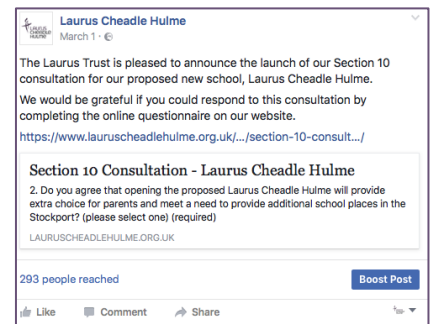 LAURUS
CHEADLE
HULME
Laurus Cheadle Hulme
March 1 ·
The Laurus Trust is pleased to announce the launch of our Section 10
consultation for our proposed new school, Laurus Cheadle Hulme.
We would be grateful if you could respond to this consultation by
completing the online questionnaire on our website.
https://www.lauruscheadlehulme.org.uk/.../section-10-consult.../
Section 10 Consultation - Laurus Cheadle Hulme
2. Do you agree that opening the proposed Laurus Cheadle Hulme will provide
extra choice for parents and meet a need to provide additional school places in the
Stockport? (please select one) (required)
LAURUSCHEADLEHULME.ORG.UK
293 people reached
Boost Post
Like Comment Share